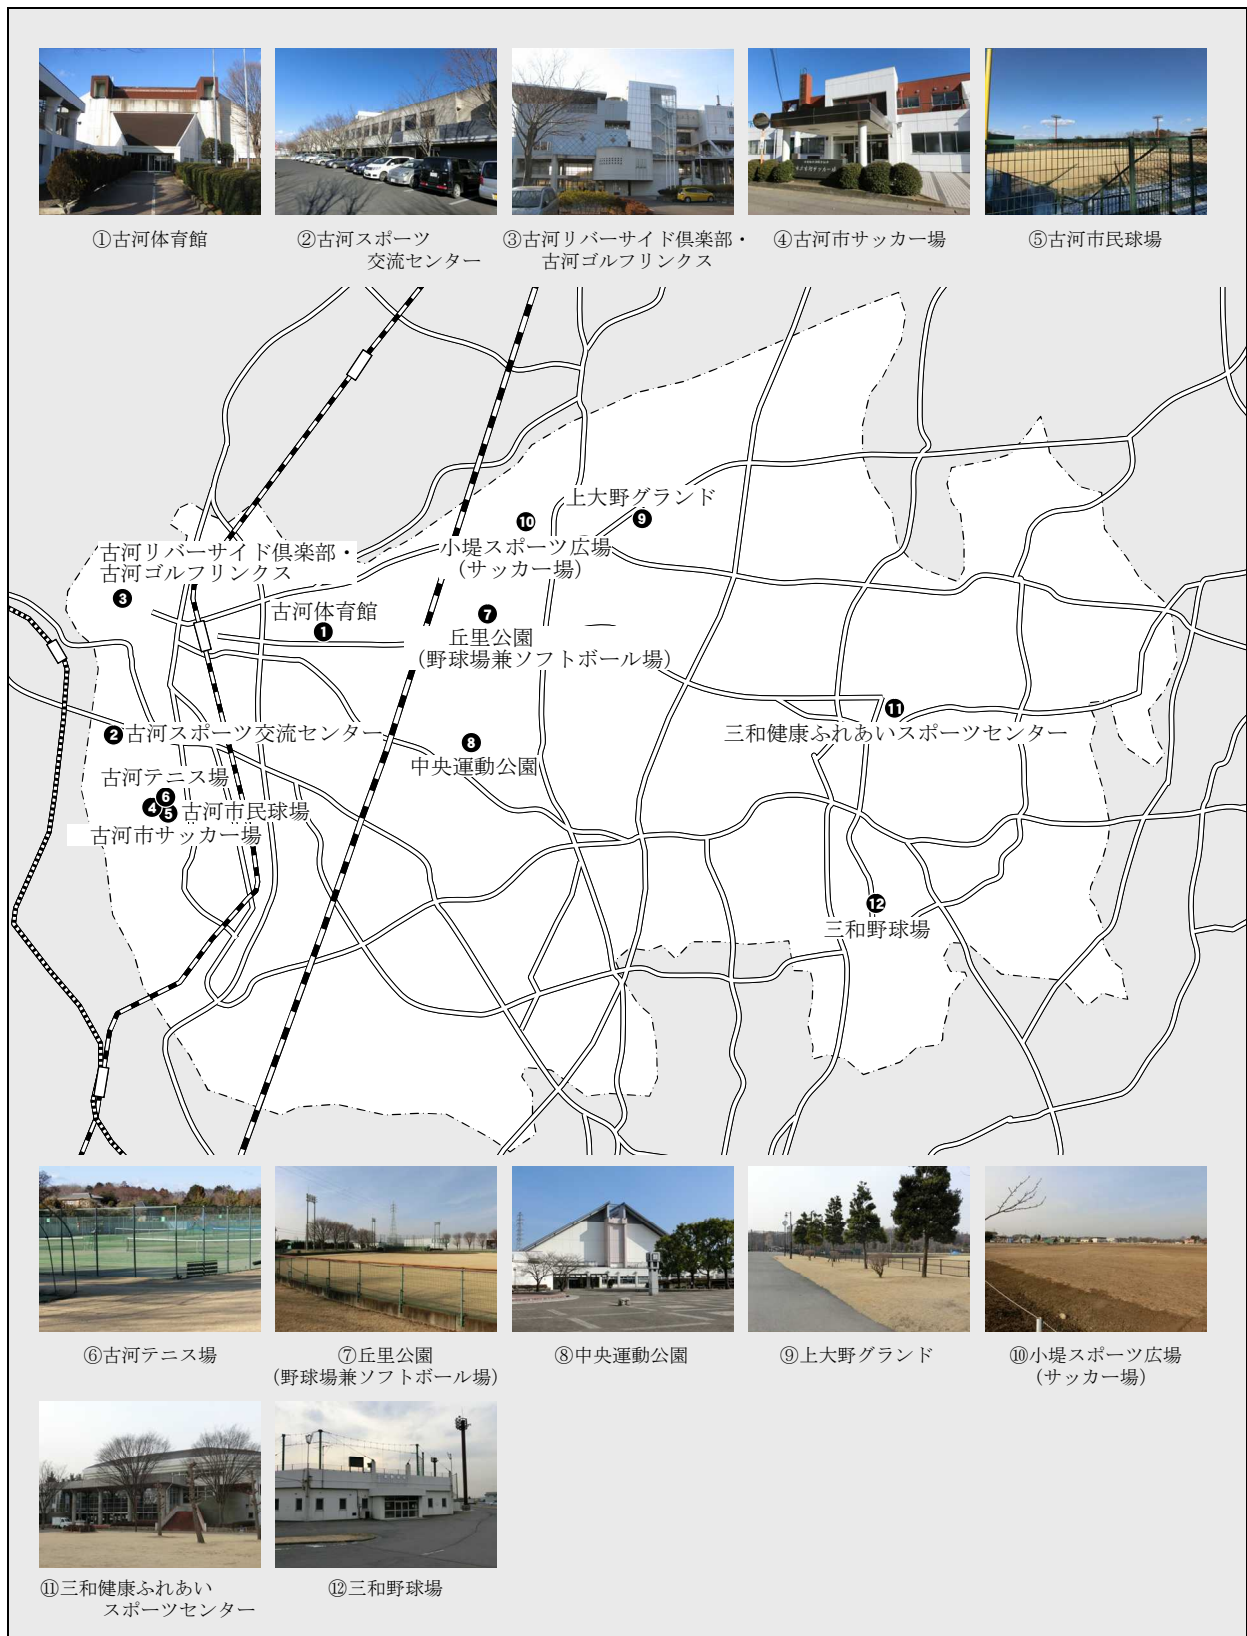 ①古河体育館
②古河スポーツ
交流センター
③古河リバーサイド倶楽部・
古河ゴルフリンクス
④古河市サッカー場
⑤古河市民球場
上大野グランド
9
10
小堤スポーツ広場
(サッカー場)
古河リバーサイド倶楽部・
古河ゴルフリンクス
3
古河体育館
1
7
丘里公園
(野球場兼ソフトボール場)
11
三和健康ふれあいスポーツセンター
2
古河スポーツ交流センター
8
中央運動公園
古河テニス場
6
4
5
古河市民球場
古河市サッカー場
12
三和野球場
⑥古河テニス場
⑦丘里公園
(野球場兼ソフトボール場)
⑧中央運動公園
⑨上大野グランド
⑩小堤スポーツ広場
(サッカー場)
⑪三和健康ふれあい
スポーツセンター
⑫三和野球場